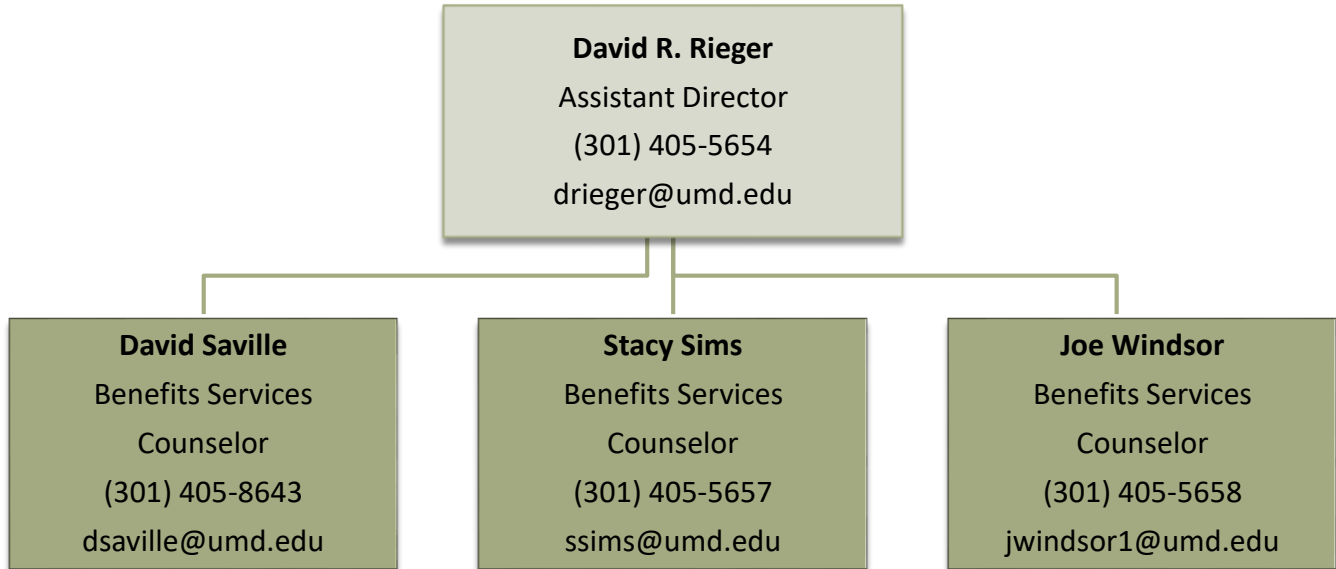 David R. Rieger
Assistant Director
(301) 405-5654
drieger@umd.edu
David Saville
Benefits Services
Counselor
(301) 405-8643
dsaville@umd.edu
Stacy Sims
Benefits Services
Counselor
(301) 405-5657
ssims@umd.edu
Joe Windsor
Benefits Services
Counselor
(301) 405-5658
jwindsor1@umd.edu